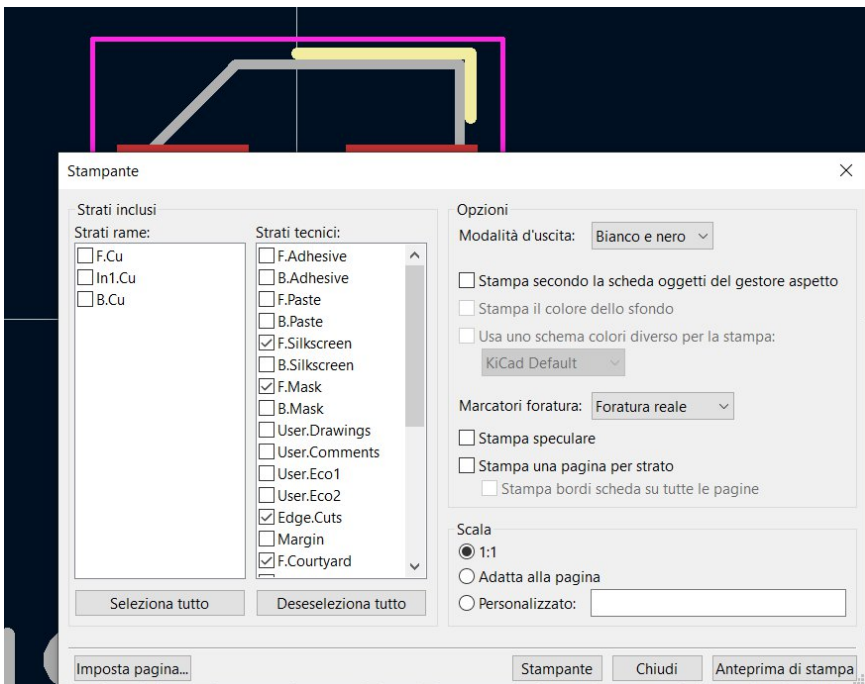 Stampante
Strati inclusi
Strati rame:
F.Cu
In1.Cu
B.Cu
Strati tecnici:
F.Adhesive
B.Adhesive
F.Paste
B.Paste
F.Silkscreen
B.Silkscreen
F.Mask
B.Mask
User.Drawings
User.Comments
User.Eco1
User.Eco2
Edge.Cuts
Margin
F.Courtyard
Seleziona tutto
Deseseleziona tutto
Opzioni
Modalità d'uscita: Bianco e nero
Stampa secondo la scheda oggetti del gestore aspetto
Stampa il colore dello sfondo
Usa uno schema colori diverso per la stampa:
KiCad Default
Marcatori foratura: Foratura reale
Stampa speculare
Stampa una pagina per strato
Stampa bordi scheda su tutte le pagine
Scala
1:1
Adatta alla pagina
Personalizzato:
Imposta pagina...
Stampante
Chiudi
Anteprima di stampa